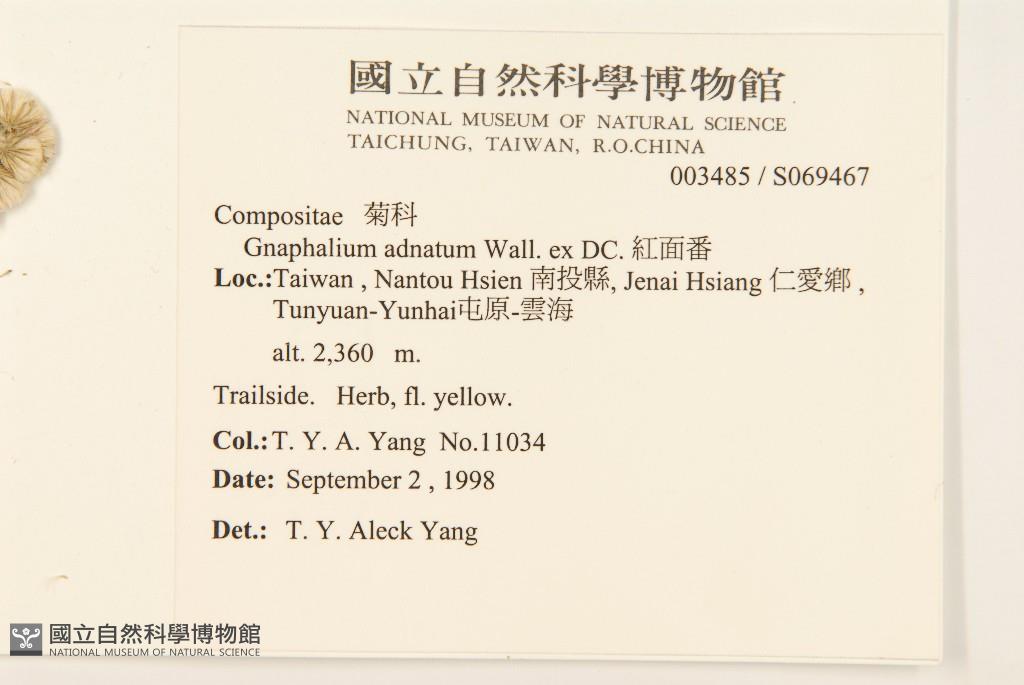 國立自然科學博物館
NATIONAL MUSEUM OF NATURAL SCIENCE
TAICHUNG, TAIWAN, R.O.CHINA
003485 / S069467
Compositae 菊科
Gnaphalium adnatum Wall. ex DC. 紅面番
Loc.:Taiwan , Nantou Hsien 南投縣, Jenai Hsiang 仁愛鄉 ,
Tunyuan-Yunhai屯原-雲海
alt. 2,360 m.
Trailside. Herb, fl. yellow.
Col.: T. Y. A. Yang No.11034
Date: September 2 , 1998
Det.: T. Y. Aleck Yang
國立自然科學博物館
NATIONAL MUSEUM OF NATURAL SCIENCE